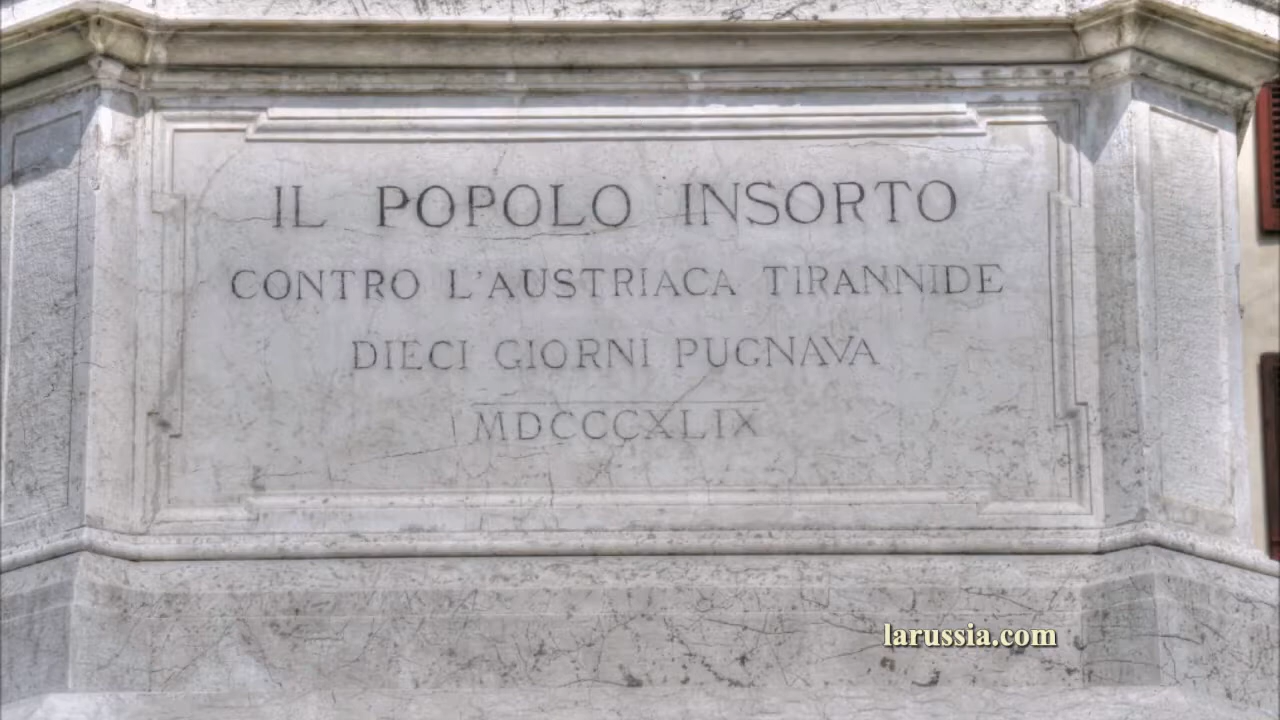 IL POPOLO INSORTO
CONTRO L'AUSTRIACA TIRANNIDE
DIECI GIORNI PUGNAVA
MDCCCXLIX
larussia.com